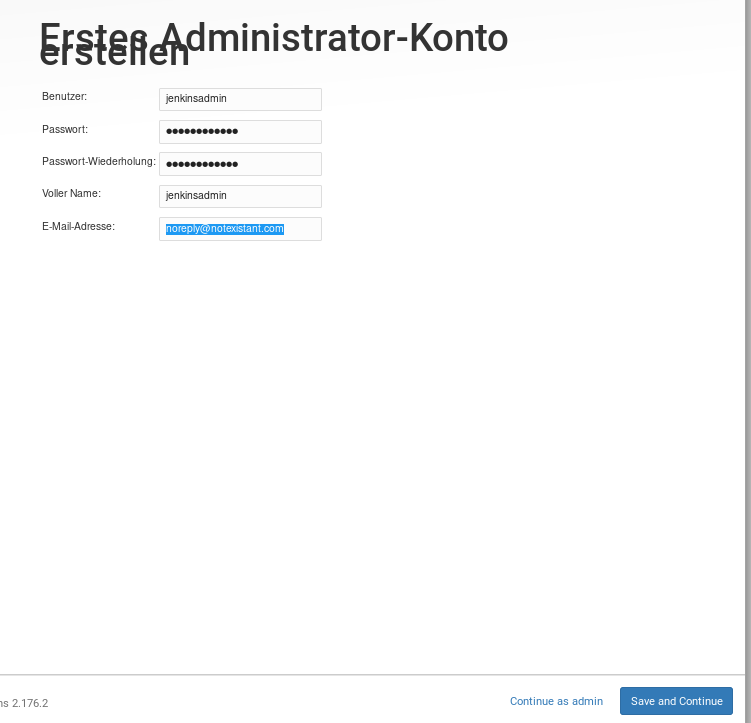 Erstes Administrator-Konto
erstellen
Benutzer: jenkinsadmin
Passwort: ●●●●●●●●●●●●
Passwort-Wiederholung: ●●●●●●●●●●●●
Voller Name: jenkinsadmin
E-Mail-Adresse: noreply@notexistant.com
ns 2.176.2 Continue as admin Save and Continue